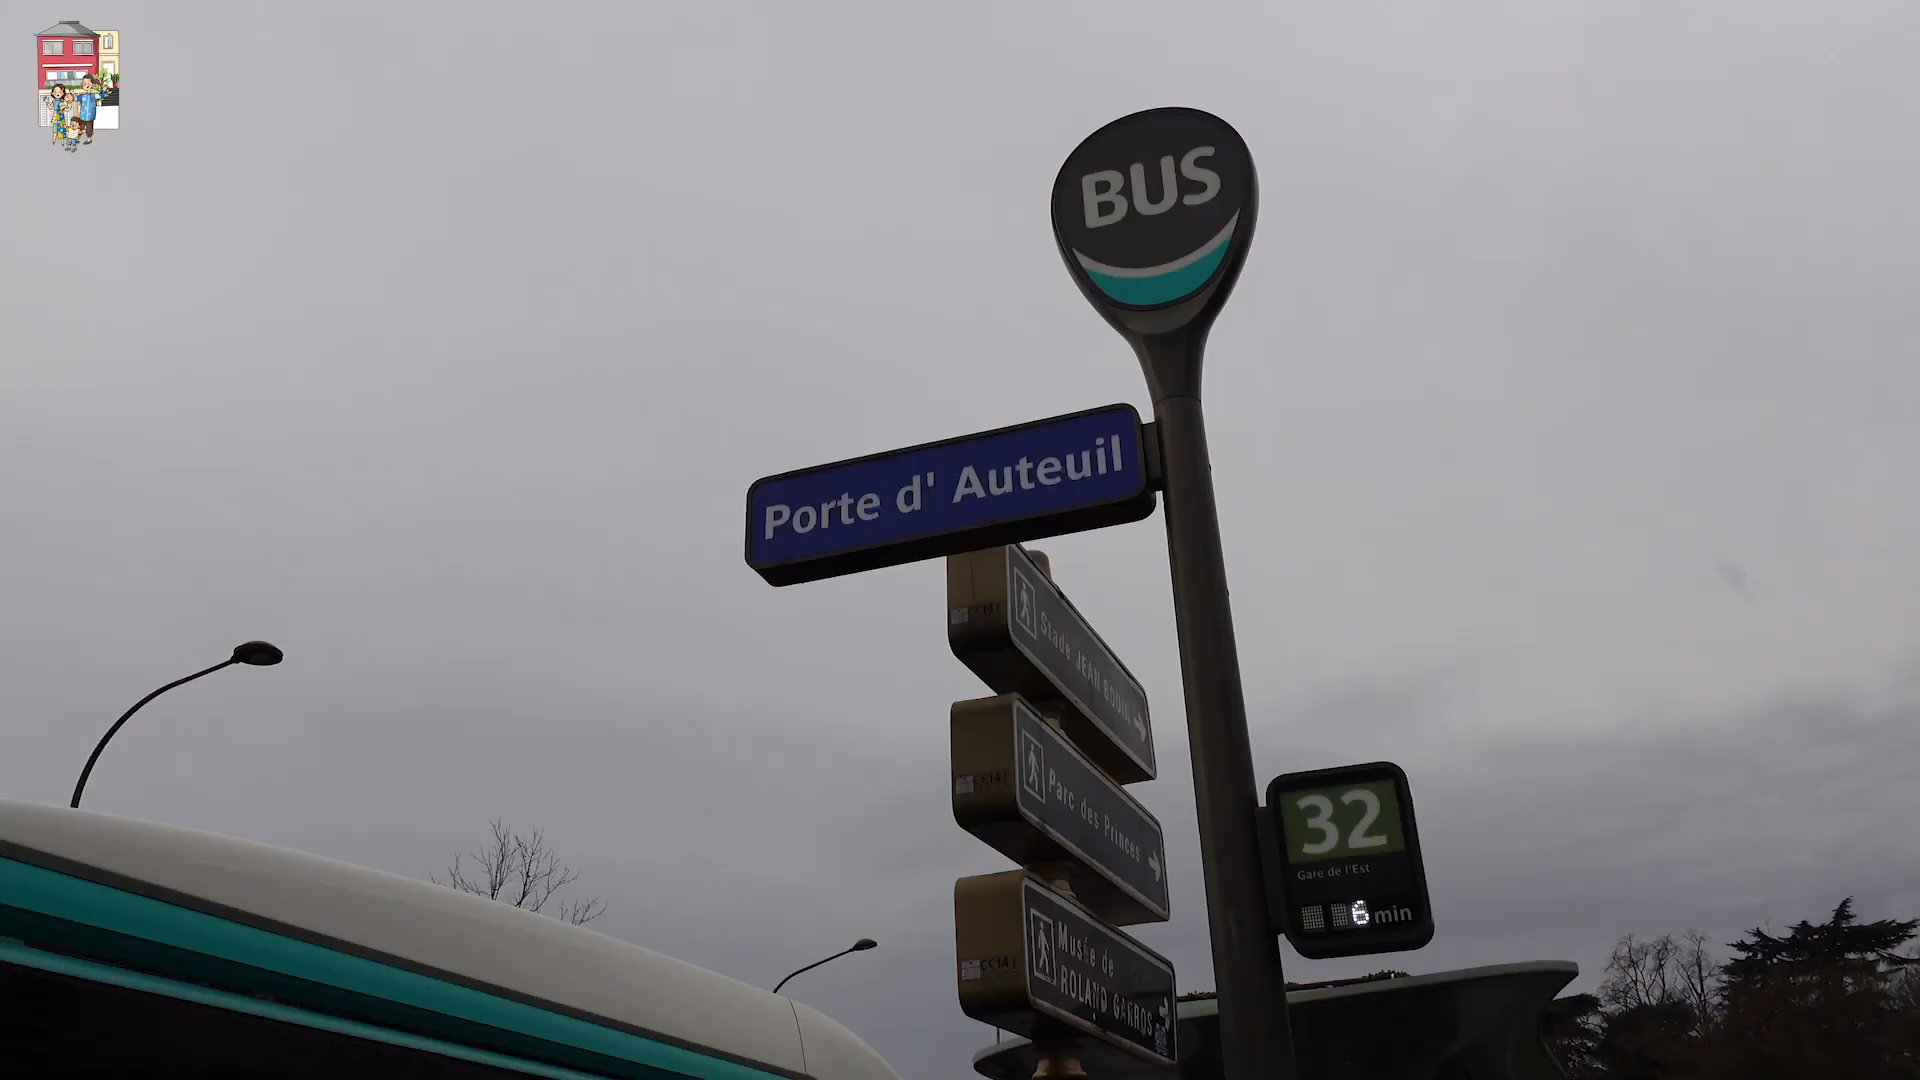 BUS
Porte d' Auteuil
Stade JEAN BOUIN
Parc des Princes
Musée de
ROLAND GARROS
32
Gare de l'Est
6 min